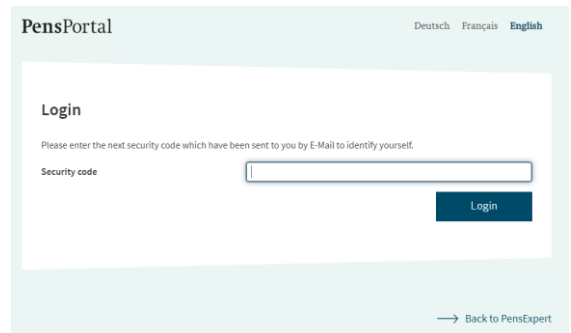 PensPortal
Deutsch Français English
Login
Please enter the next security code which have been sent to you by E-Mail to identify yourself.
Security code
Login
Back to PensExpert